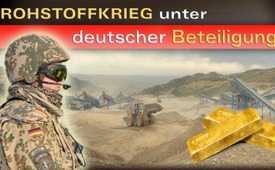 ROHSTOFFKRIEG unter
deutscher Beteiligung